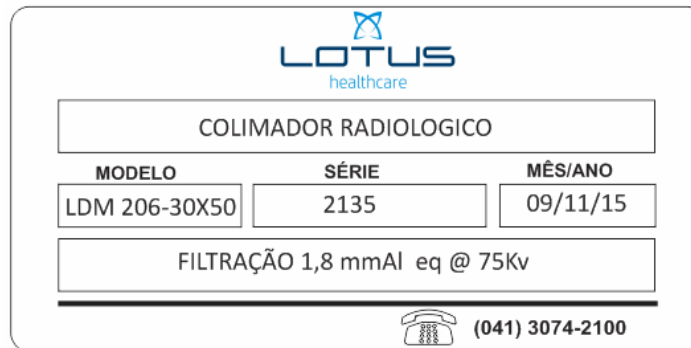 LOTUS
healthcare
COLIMADOR RADIOLOGICO
MODELO SÉRIE MÊS/ANO
LDM 206-30X50 2135 09/11/15
FILTRAÇÃO 1,8 mmAl eq @ 75Kv
(041) 3074-2100